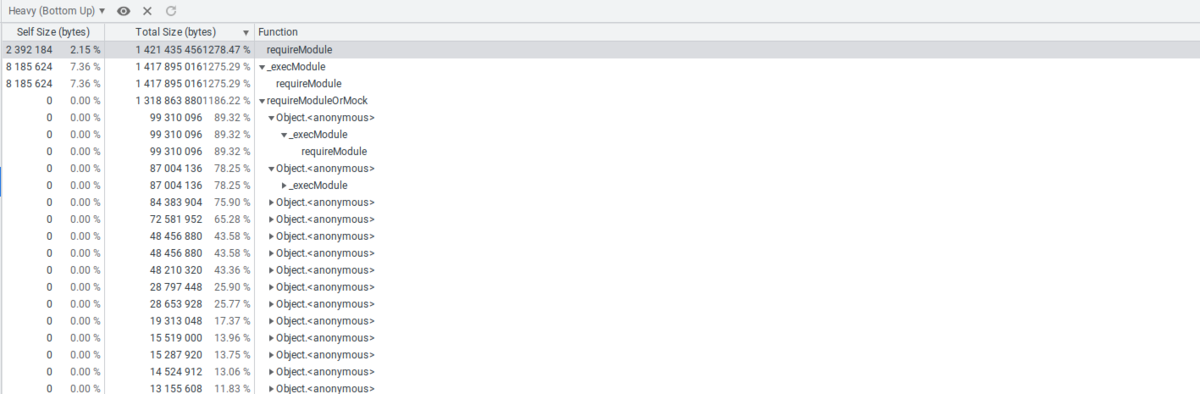 Heavy (Bottom Up) ▼
Self Size (bytes) Total Size (bytes) ▼ Function
2 392 184 2.15 % 1 421 435 456 1278.47 % requireModule
8 185 624 7.36 % 1 417 895 016 1275.29 % ▼_execModule
8 185 624 7.36 % 1 417 895 016 1275.29 % requireModule
0 0.00 % 1 318 863 880 1186.22 % ▼requireModuleOrMock
0 0.00 % 99 310 096 89.32 % ▼Object.<anonymous>
0 0.00 % 99 310 096 89.32 % ▼_execModule
0 0.00 % 99 310 096 89.32 % requireModule
0 0.00 % 87 004 136 78.25 % ▼Object.<anonymous>
0 0.00 % 87 004 136 78.25 % ▶_execModule
0 0.00 % 84 383 904 75.90 % ▶Object.<anonymous>
0 0.00 % 72 581 952 65.28 % ▶Object.<anonymous>
0 0.00 % 48 456 880 43.58 % ▶Object.<anonymous>
0 0.00 % 48 456 880 43.58 % ▶Object.<anonymous>
0 0.00 % 48 210 320 43.36 % ▶Object.<anonymous>
0 0.00 % 28 797 448 25.90 % ▶Object.<anonymous>
0 0.00 % 28 653 928 25.77 % ▶Object.<anonymous>
0 0.00 % 19 313 048 17.37 % ▶Object.<anonymous>
0 0.00 % 15 519 000 13.96 % ▶Object.<anonymous>
0 0.00 % 15 287 920 13.75 % ▶Object.<anonymous>
0 0.00 % 14 524 912 13.06 % ▶Object.<anonymous>
0 0.00 % 13 155 608 11.83 % ▶Object.<anonymous>